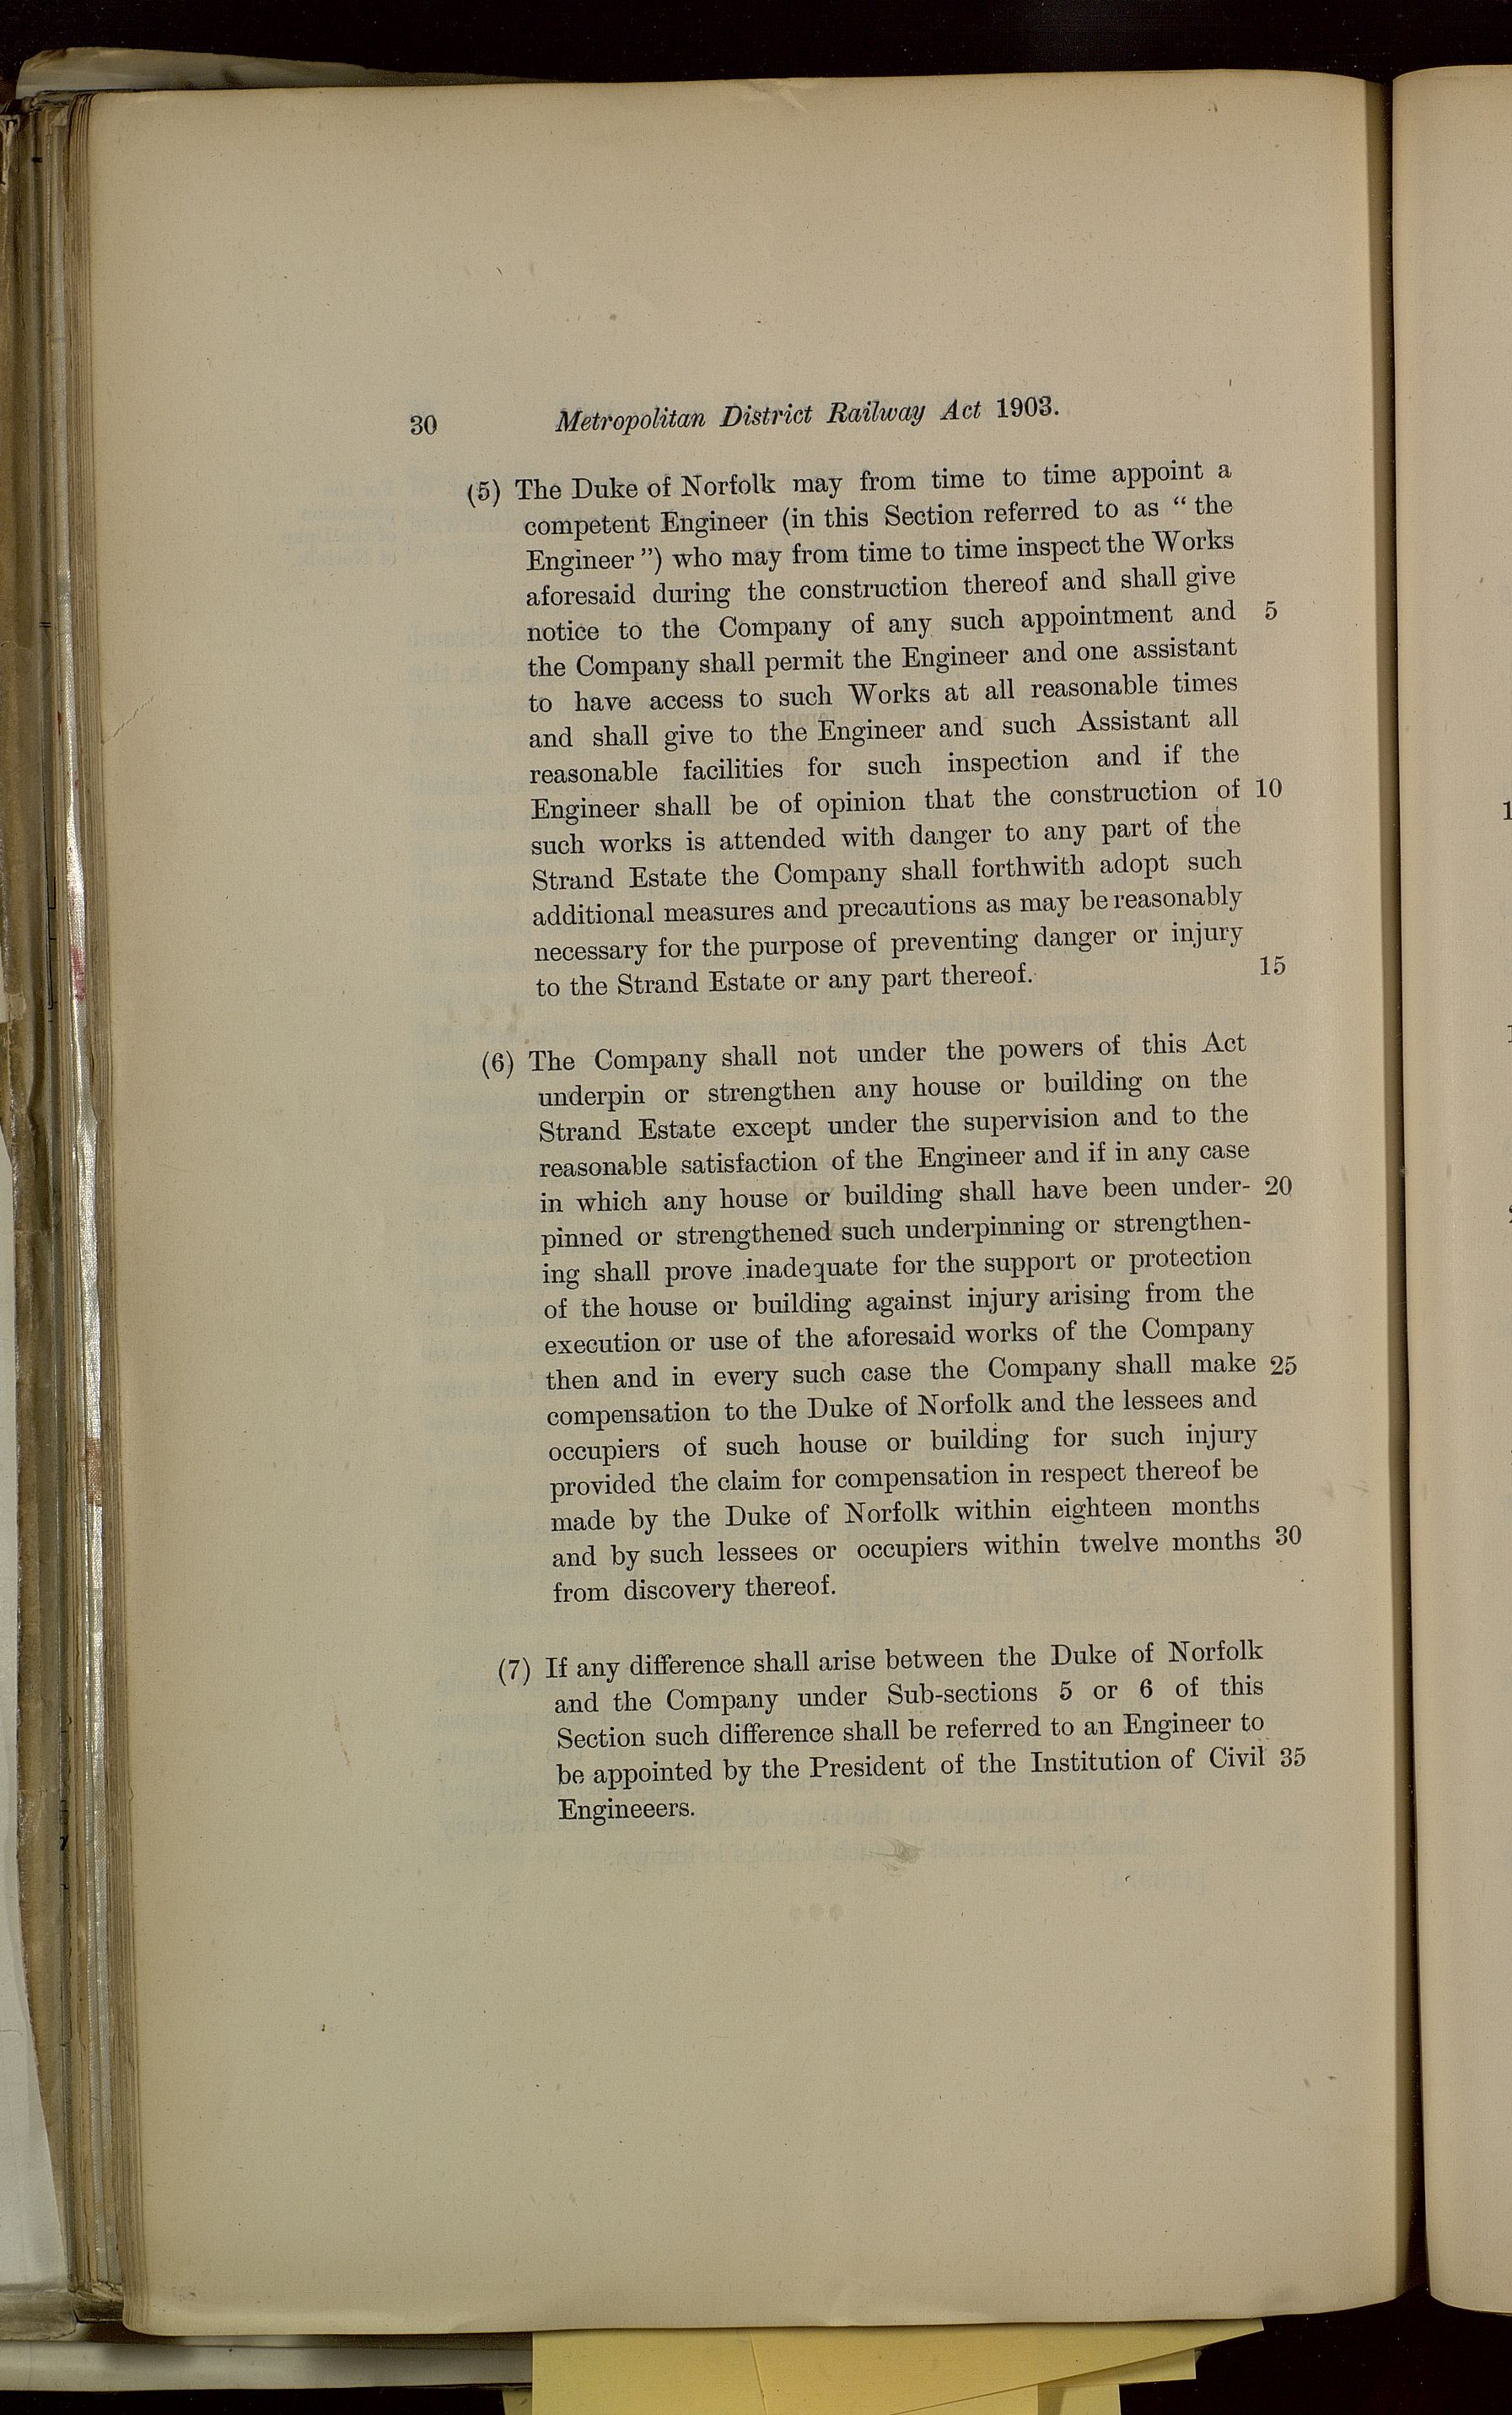 30 Metropolitan District Railway Act 1903.
(5) The Duke of Norfolk may from time to time appoint a
competent Engineer (in this Section referred to as “ the
Engineer ”) who may from time to time inspect the Works
aforesaid during the construction thereof and shall give
notice to the Company of any such appointment and 5
the Company shall permit the Engineer and one assistant
to have access to such Works at all reasonable times
and shall give to the Engineer and such Assistant all
reasonable facilities for such inspection and if the
Engineer shall be of opinion that the construction of 10
such works is attended with danger to any part of the
Strand Estate the Company shall forthwith adopt such
additional measures and precautions as may be reasonably
necessary for the purpose of preventing danger or injury
to the Strand Estate or any part thereof. 15
(6) The Company shall not under the powers of this Act
underpin or strengthen any house or building on the
Strand Estate except under the supervision and to the
reasonable satisfaction of the Engineer and if in any case
in which any house or building shall have been under- 20
pinned or strengthened such underpinning or strengthen-
ing shall prove inadequate for the support or protection
of the house or building against injury arising from the
execution or use of the aforesaid works of the Company
then and in every such case the Company shall make 25
compensation to the Duke of Norfolk and the lessees and
occupiers of such house or building for such injury
provided the claim for compensation in respect thereof be
made by the Duke of Norfolk within eighteen months
and by such lessees or occupiers within twelve months 30
from discovery thereof.
(7) If any difference shall arise between the Duke of Norfolk
and the Company under Sub-sections 5 or 6 of this
Section such difference shall be referred to an Engineer to
be appointed by the President of the Institution of Civil 35
Engineeers.